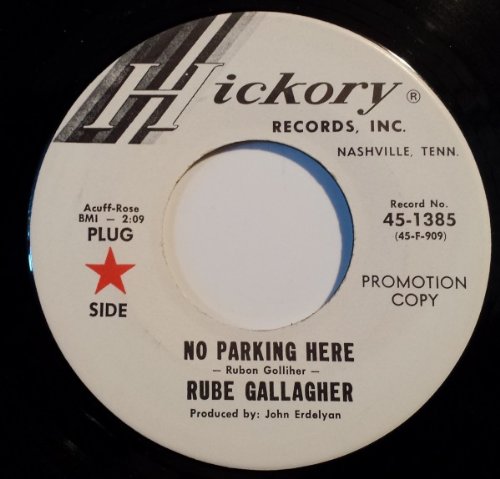 Hickory®
RECORDS, INC.
NASHVILLE, TENN.
Acuff-Rose
BMI — 2:09
PLUG
SIDE
Record No.
45-1385
(45-F-909)
PROMOTION
COPY
NO PARKING HERE
— Rubon Golliher —
RUBE GALLAGHER
Produced by: John Erdelyan